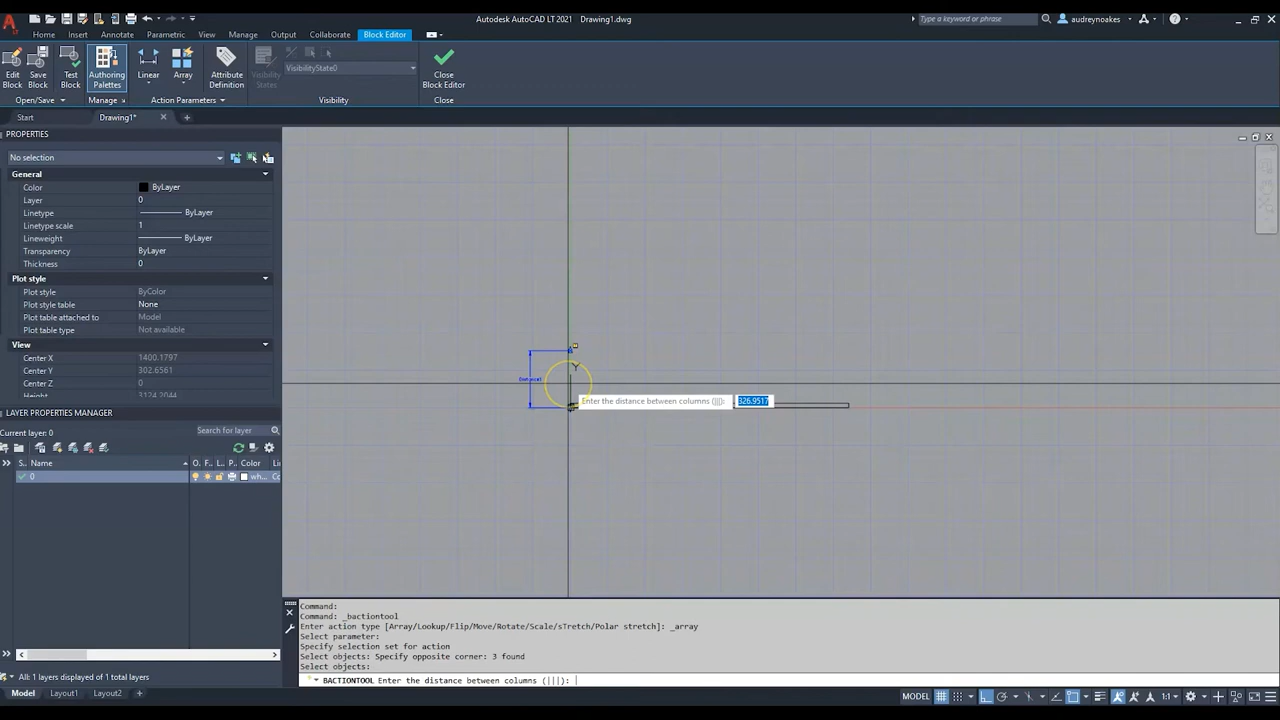 Autodesk AutoCAD LT 2021 Drawing1.dwg
Type a keyword or phrase
audreynoakes
Home Insert Annotate Parametric View Manage Output Collaborate Block Editor
Edit Block
Save Block
Test Block
Authoring Palettes
Linear
Array
Attribute Definition
Visibility States
VisibilityState0
Close Block Editor
Open/Save Manage Action Parameters Visibility Close
Start Drawing1*
PROPERTIES
No selection
General
Color ByLayer
Layer 0
Linetype ByLayer
Linetype scale 1
Lineweight ByLayer
Transparency ByLayer
Thickness 0
Plot style
Plot style ByColor
Plot style table None
Plot table attached to Model
Plot table type Not available
View
Center X 1400.1797
Center Y 302.6561
Center Z 0
Height 3124.2044
LAYER PROPERTIES MANAGER
Current layer: 0
Search for layer
S.. Name O. F.. L.. P.. Color Li
0 wh... Co
All: 1 layers displayed of 1 total layers
Y
Enter the distance between columns (|||): 326.9517
Command:
Command: _bactiontool
Enter action type [Array/Lookup/Flip/Move/Rotate/Scale/sTretch/Polar stretch]: _array
Select parameter:
Specify selection set for action
Select objects: Specify opposite corner: 3 found
Select objects:
BACTIONTOOL Enter the distance between columns (|||):
Model Layout1 Layout2
MODEL 1:1